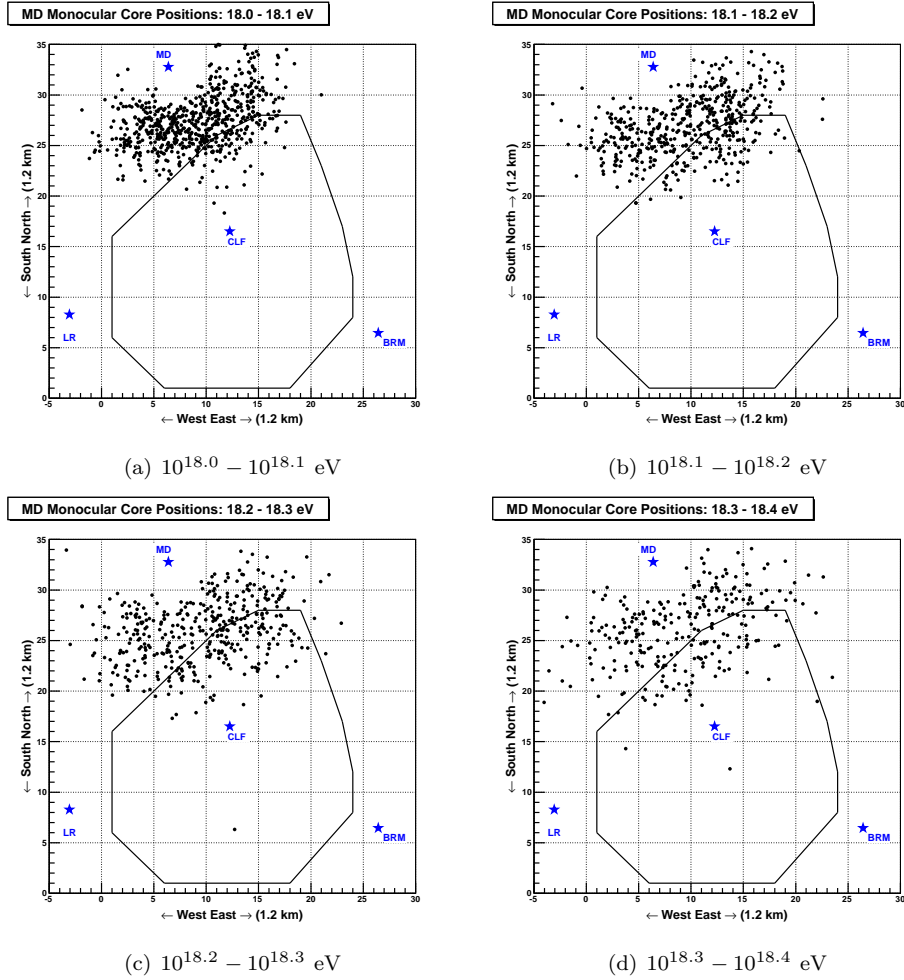 MD Monocular Core Positions: 18.0 - 18.1 eV
← South North → (1.2 km)
35
30
25
20
15
10
5
0
MD
CLF
LR
BRM
-5 0 5 10 15 20 25 30
← West East → (1.2 km)
(a) 10^18.0 − 10^18.1 eV
MD Monocular Core Positions: 18.1 - 18.2 eV
← South North → (1.2 km)
35
30
25
20
15
10
5
0
MD
CLF
LR
BRM
-5 0 5 10 15 20 25 30
← West East → (1.2 km)
(b) 10^18.1 − 10^18.2 eV
MD Monocular Core Positions: 18.2 - 18.3 eV
← South North → (1.2 km)
35
30
25
20
15
10
5
0
MD
CLF
LR
BRM
-5 0 5 10 15 20 25 30
← West East → (1.2 km)
(c) 10^18.2 − 10^18.3 eV
MD Monocular Core Positions: 18.3 - 18.4 eV
← South North → (1.2 km)
35
30
25
20
15
10
5
0
MD
CLF
LR
BRM
-5 0 5 10 15 20 25 30
← West East → (1.2 km)
(d) 10^18.3 − 10^18.4 eV